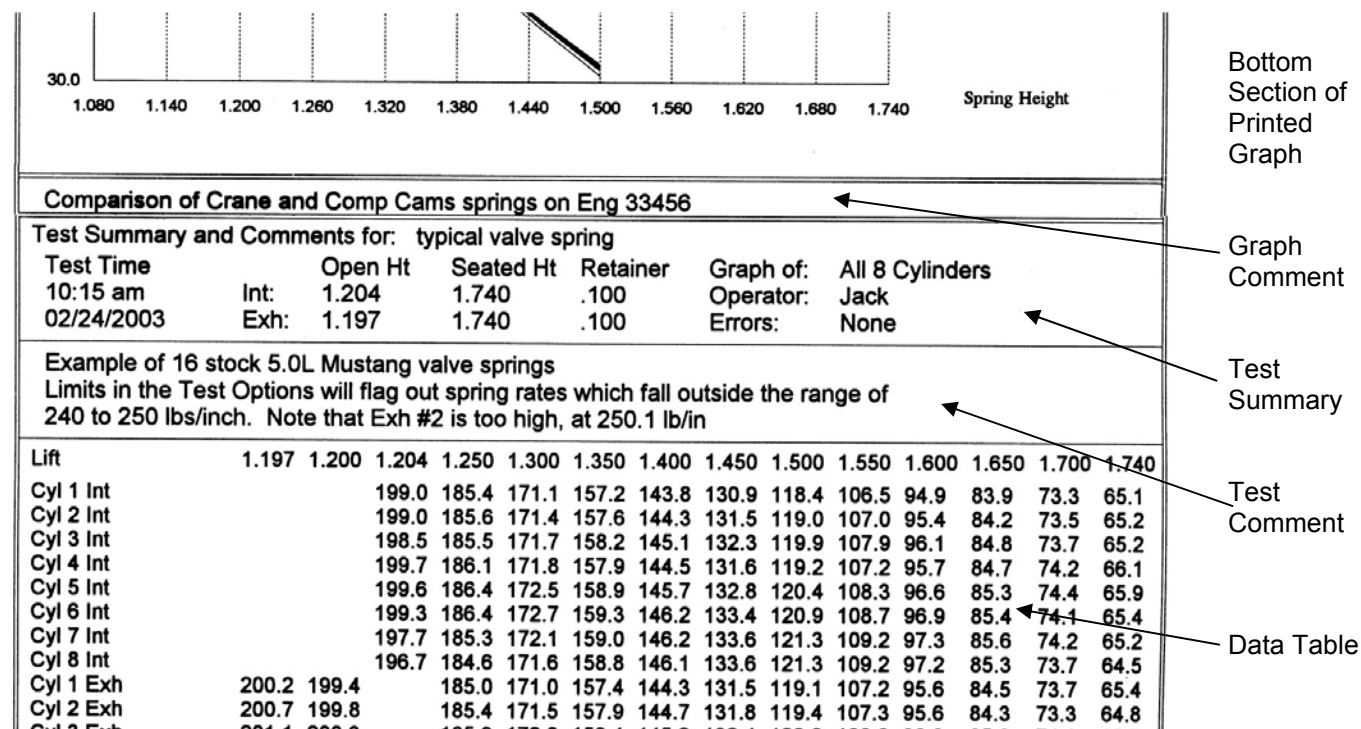 30.0
1.080 1.140 1.200 1.260 1.320 1.380 1.440 1.500 1.560 1.620 1.680 1.740 Spring Height
Bottom
Section of
Printed
Graph
Comparison of Crane and Comp Cams springs on Eng 33456
Graph
Comment
Test Summary and Comments for: typical valve spring
Test Time Open Ht Seated Ht Retainer Graph of: All 8 Cylinders
10:15 am Int: 1.204 1.740 .100 Operator: Jack
02/24/2003 Exh: 1.197 1.740 .100 Errors: None
Test
Summary
Example of 16 stock 5.0L Mustang valve springs
Limits in the Test Options will flag out spring rates which fall outside the range of
240 to 250 lbs/inch. Note that Exh #2 is too high, at 250.1 lb/in
Test
Comment
Lift 1.197 1.200 1.204 1.250 1.300 1.350 1.400 1.450 1.500 1.550 1.600 1.650 1.700 1.740
Cyl 1 Int 199.0 185.4 171.1 157.2 143.8 130.9 118.4 106.5 94.9 83.9 73.3 65.1
Cyl 2 Int 199.0 185.6 171.4 157.6 144.3 131.5 119.0 107.0 95.4 84.2 73.5 65.2
Cyl 3 Int 198.5 185.5 171.7 158.2 145.1 132.3 119.9 107.9 96.1 84.8 73.7 65.2
Cyl 4 Int 199.7 186.1 171.8 157.9 144.5 131.6 119.2 107.2 95.7 84.7 74.2 66.1
Cyl 5 Int 199.6 186.4 172.5 158.9 145.7 132.8 120.4 108.3 96.6 85.3 74.4 65.9
Cyl 6 Int 199.3 186.4 172.7 159.3 146.2 133.4 120.9 108.7 96.9 85.4 74.1 65.4
Cyl 7 Int 197.7 185.3 172.1 159.0 146.2 133.6 121.3 109.2 97.3 85.6 74.2 65.2
Cyl 8 Int 196.7 184.6 171.6 158.8 146.1 133.6 121.3 109.2 97.2 85.3 73.7 64.5
Cyl 1 Exh 200.2 199.4 185.0 171.0 157.4 144.3 131.5 119.1 107.2 95.6 84.5 73.7 65.4
Cyl 2 Exh 200.7 199.8 185.4 171.5 157.9 144.7 131.8 119.4 107.3 95.6 84.3 73.3 64.8
Data Table